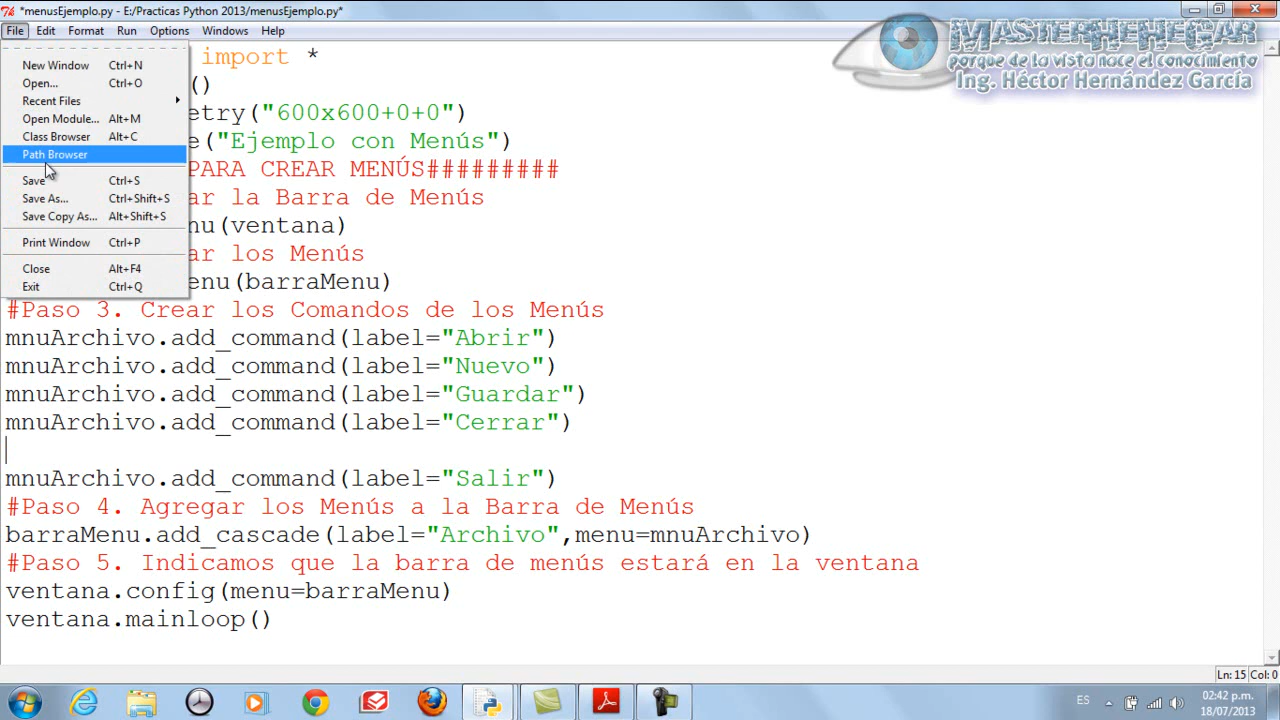 *menusEjemplo.py - E:/Practicas Python 2013/menusEjemplo.py*
File Edit Format Run Options Windows Help
MASTERHEHEGAR
porque de la vista nace el conocimiento
Ing. Héctor Hernández García
New Window Ctrl+N
Open... Ctrl+O
Recent Files
Open Module... Alt+M
Class Browser Alt+C
Path Browser
Save Ctrl+S
Save As... Ctrl+Shift+S
Save Copy As... Alt+Shift+S
Print Window Ctrl+P
Close Alt+F4
Exit Ctrl+Q
import *
()
etry("600x600+0+0")
e("Ejemplo con Menús")
PARA CREAR MENÚS#########
ar la Barra de Menús
nu(ventana)
ar los Menús
enu(barraMenu)
#Paso 3. Crear los Comandos de los Menús
mnuArchivo.add_command(label="Abrir")
mnuArchivo.add_command(label="Nuevo")
mnuArchivo.add_command(label="Guardar")
mnuArchivo.add_command(label="Cerrar")
mnuArchivo.add_command(label="Salir")
#Paso 4. Agregar los Menús a la Barra de Menús
barraMenu.add_cascade(label="Archivo",menu=mnuArchivo)
#Paso 5. Indicamos que la barra de menús estará en la ventana
ventana.config(menu=barraMenu)
ventana.mainloop()
Ln: 15 Col: 0
ES
02:42 p.m.
18/07/2013